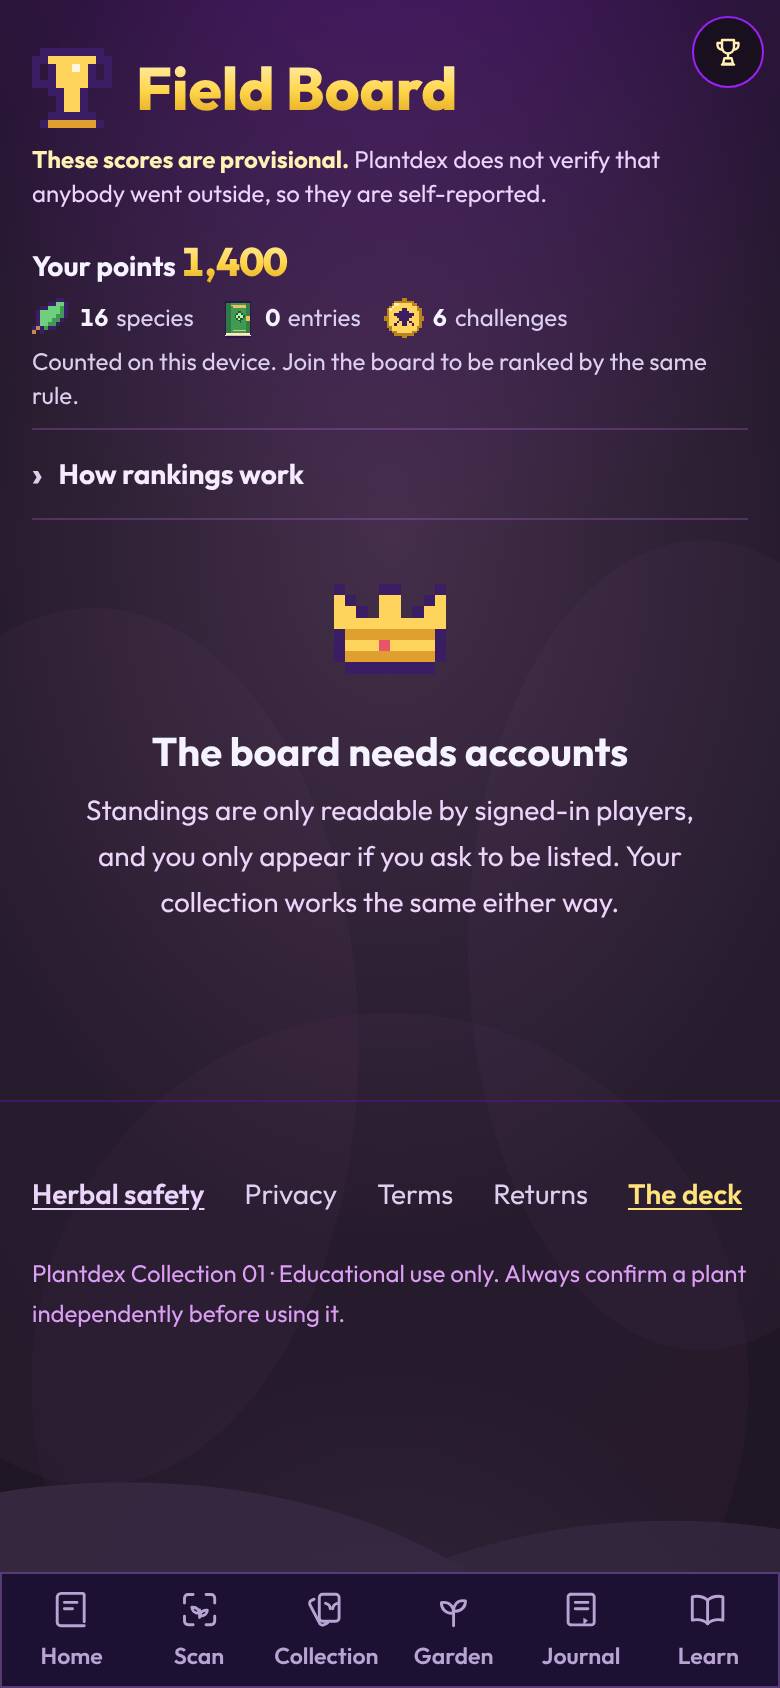 Field Board
These scores are provisional. Plantdex does not verify that
anybody went outside, so they are self-reported.
Your points 1,400
16 species 0 entries 6 challenges
Counted on this device. Join the board to be ranked by the same
rule.
› How rankings work
The board needs accounts
Standings are only readable by signed-in players,
and you only appear if you ask to be listed. Your
collection works the same either way.
Herbal safety Privacy Terms Returns The deck
Plantdex Collection 01 · Educational use only. Always confirm a plant
independently before using it.
Home Scan Collection Garden Journal Learn